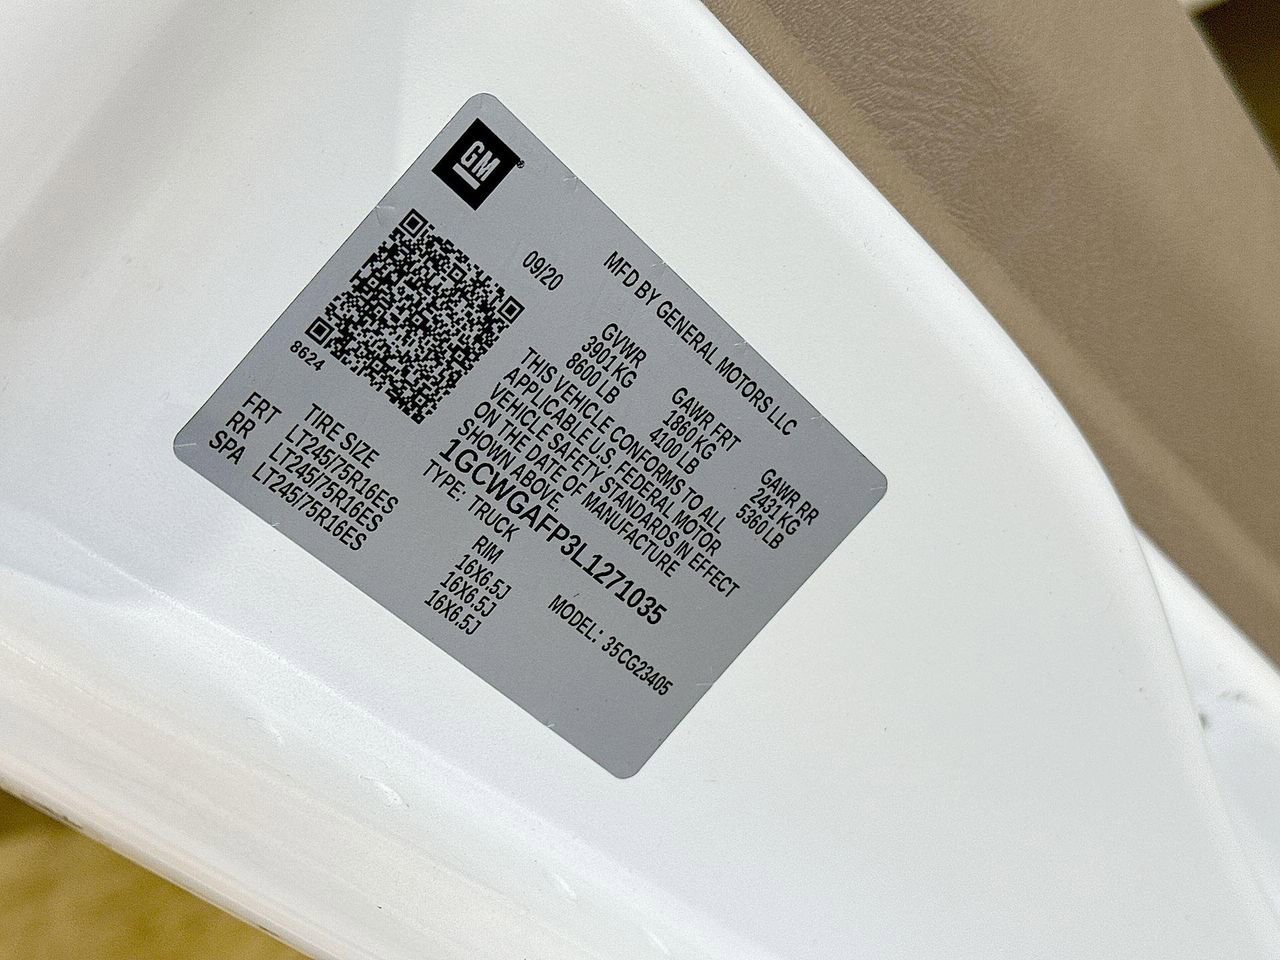 GM
MFD BY GENERAL MOTORS LLC
09/20
GVWR GAWR FRT GAWR RR
3901 KG 1860 KG 2431 KG
8600 LB 4100 LB 5360 LB
THIS VEHICLE CONFORMS TO ALL
APPLICABLE U.S. FEDERAL MOTOR
VEHICLE SAFETY STANDARDS IN EFFECT
ON THE DATE OF MANUFACTURE
SHOWN ABOVE.
1GCWGAFP3L1271035
TYPE: TRUCK MODEL: 35CG23405
8624
TIRE SIZE RIM
FRT LT245/75R16ES 16X6.5J
RR LT245/75R16ES 16X6.5J
SPA LT245/75R16ES 16X6.5J